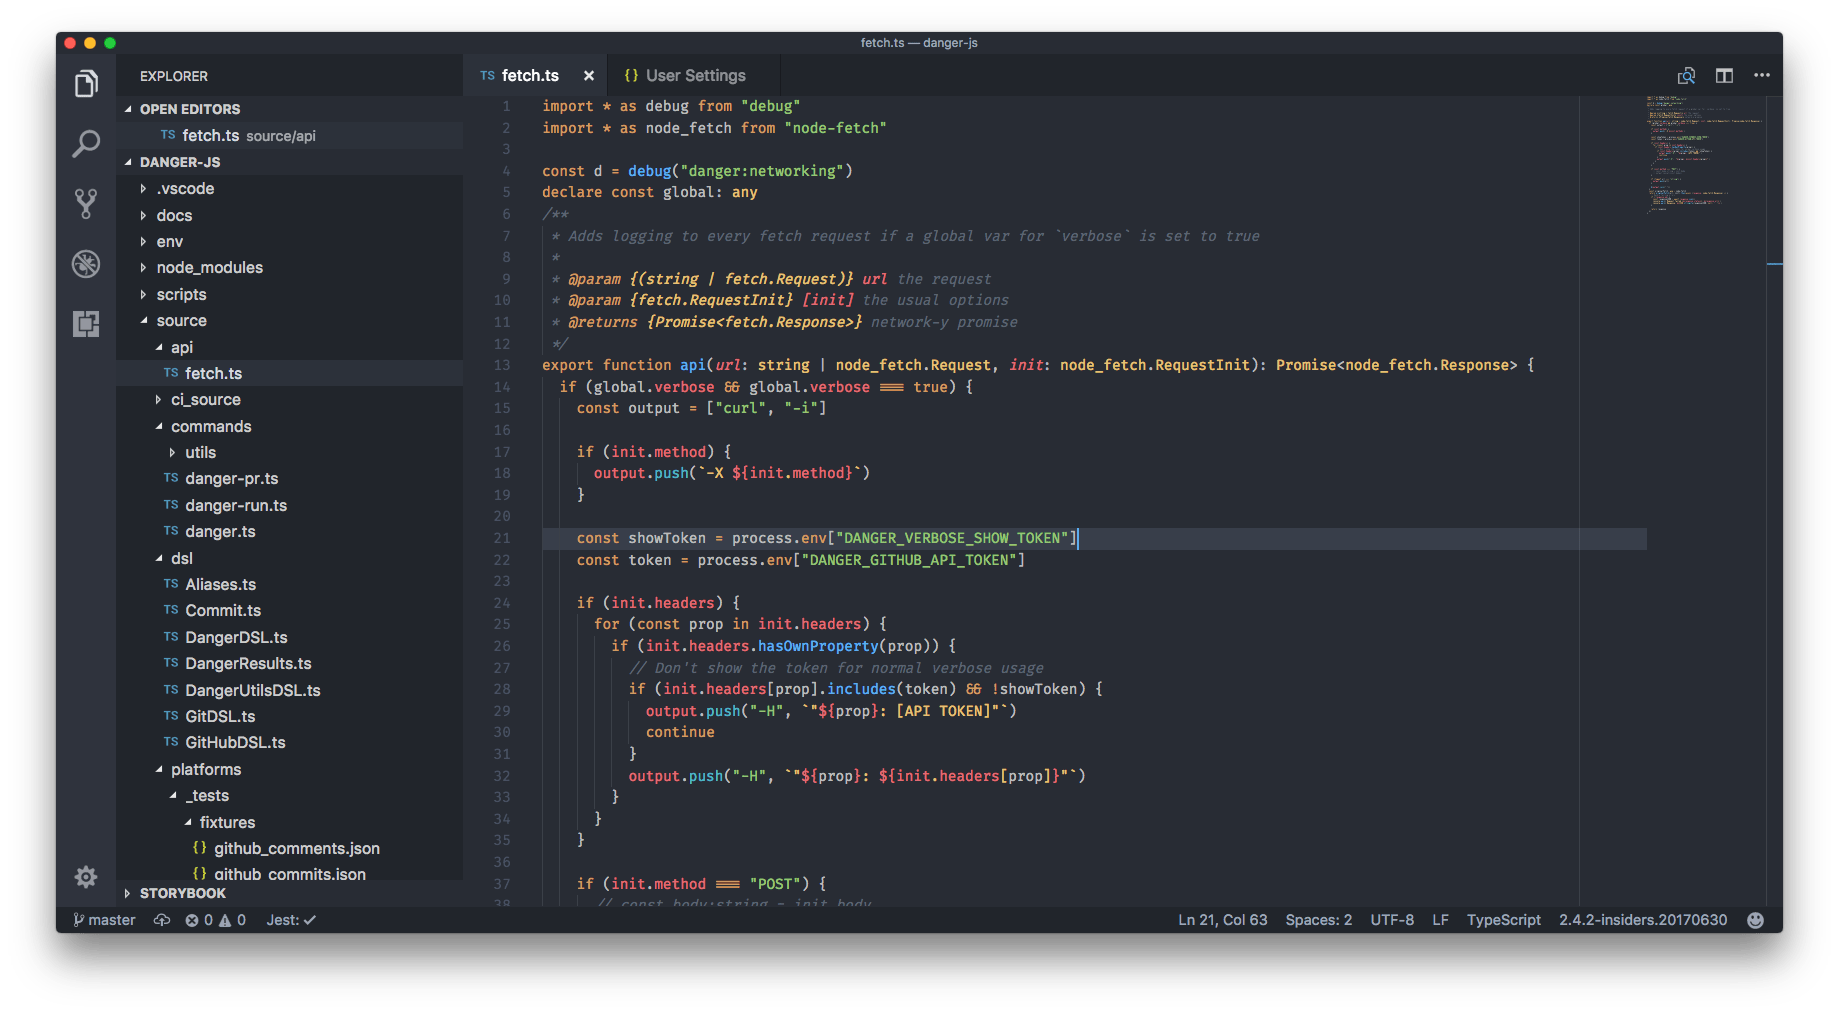 fetch.ts — danger-js
EXPLORER
OPEN EDITORS
TS fetch.ts source/api
DANGER-JS
.vscode
docs
env
node_modules
scripts
source
api
TS fetch.ts
ci_source
commands
utils
TS danger-pr.ts
TS danger-run.ts
TS danger.ts
dsl
TS Aliases.ts
TS Commit.ts
TS DangerDSL.ts
TS DangerResults.ts
TS DangerUtilsDSL.ts
TS GitDSL.ts
TS GitHubDSL.ts
platforms
_tests
fixtures
{} github_comments.json
{} github_commits.json
STORYBOOK
TS fetch.ts × {} User Settings
1 import * as debug from "debug"
2 import * as node_fetch from "node-fetch"
3
4 const d = debug("danger:networking")
5 declare const global: any
6 /**
7 * Adds logging to every fetch request if a global var for `verbose` is set to true
8 *
9 * @param {(string | fetch.Request)} url the request
10 * @param {fetch.RequestInit} [init] the usual options
11 * @returns {Promise<fetch.Response>} network-y promise
12 */
13 export function api(url: string | node_fetch.Request, init: node_fetch.RequestInit): Promise<node_fetch.Response> {
14 if (global.verbose && global.verbose === true) {
15 const output = ["curl", "-i"]
16
17 if (init.method) {
18 output.push(`-X ${init.method}`)
19 }
20
21 const showToken = process.env["DANGER_VERBOSE_SHOW_TOKEN"]
22 const token = process.env["DANGER_GITHUB_API_TOKEN"]
23
24 if (init.headers) {
25 for (const prop in init.headers) {
26 if (init.headers.hasOwnProperty(prop)) {
27 // Don't show the token for normal verbose usage
28 if (init.headers[prop].includes(token) && !showToken) {
29 output.push("-H", `"${prop}: [API TOKEN]"`)
30 continue
31 }
32 output.push("-H", `"${prop}: ${init.headers[prop]}"`)
33 }
34 }
35 }
36
37 if (init.method === "POST") {
38 // const body:string = init.body
master 0 0 Jest: ✓ Ln 21, Col 63 Spaces: 2 UTF-8 LF TypeScript 2.4.2-insiders.20170630